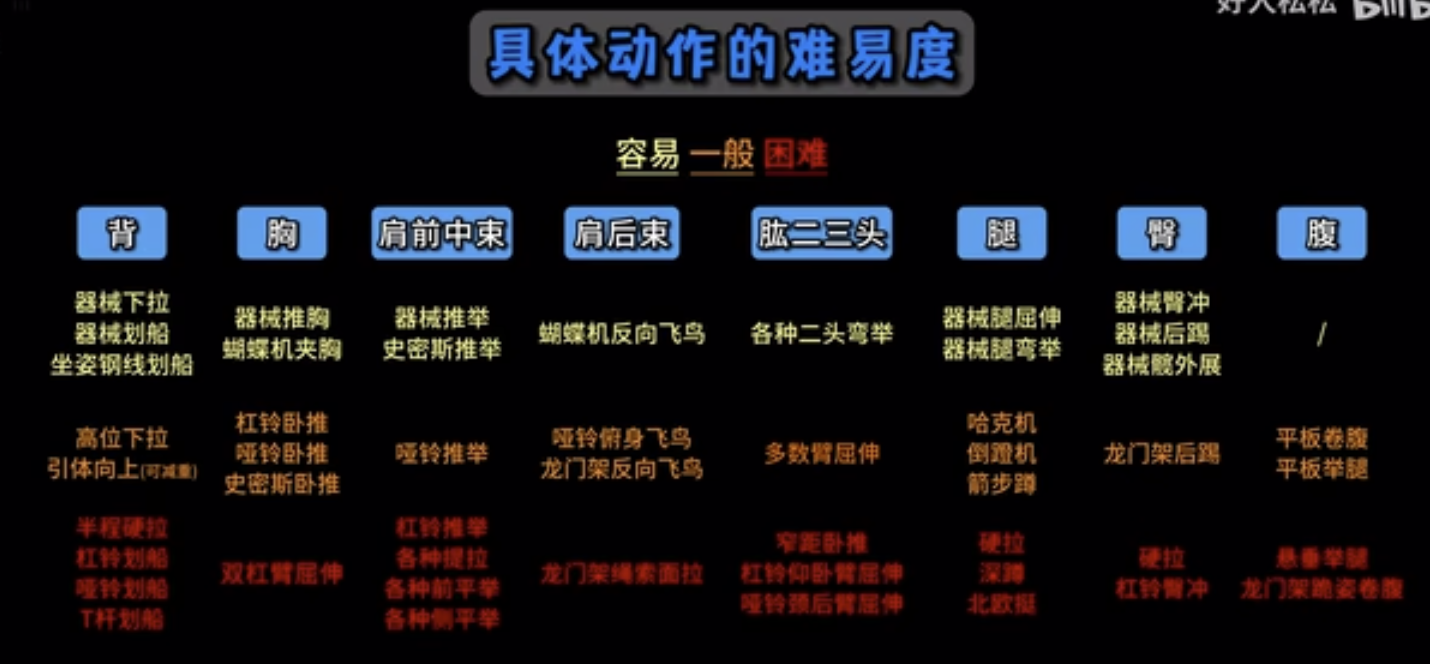 好人松松 bilib
具体动作的难易度
容易 一般 困难
背 胸 肩前中束 肩后束 肱二三头 腿 臀 腹
器械下拉
器械划船
坐姿钢线划船
器械推胸
蝴蝶机夹胸
器械推举
史密斯推举
蝴蝶机反向飞鸟
各种二头弯举
器械腿屈伸
器械腿弯举
器械臀冲
器械后踢
器械髋外展
/
高位下拉
引体向上(可减重)
杠铃卧推
哑铃卧推
史密斯卧推
哑铃推举
哑铃俯身飞鸟
龙门架反向飞鸟
多数臂屈伸
哈克机
倒蹬机
箭步蹲
龙门架后踢
平板卷腹
平板举腿
半程硬拉
杠铃划船
哑铃划船
T杆划船
双杠臂屈伸
杠铃推举
各种提拉
各种前平举
各种侧平举
龙门架绳索面拉
窄距卧推
杠铃仰卧臂屈伸
哑铃颈后臂屈伸
硬拉
深蹲
北欧挺
硬拉
杠铃臀冲
悬垂举腿
龙门架跪姿卷腹